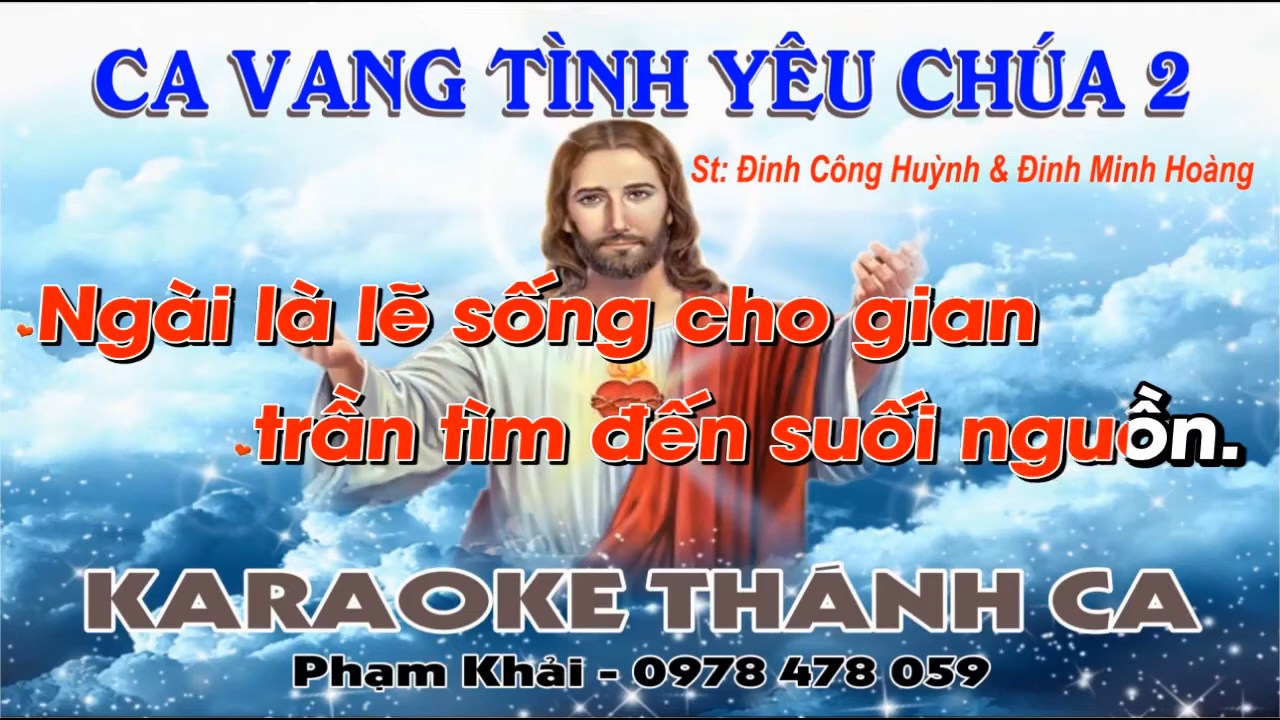 CA VANG TÌNH YÊU CHÚA 2
St: Đinh Công Huỳnh & Đinh Minh Hoàng
Ngài là lẽ sống cho gian
trần tìm đến suối nguồn.
KARAOKE THÁNH CA
Phạm Khải - 0978 478 059